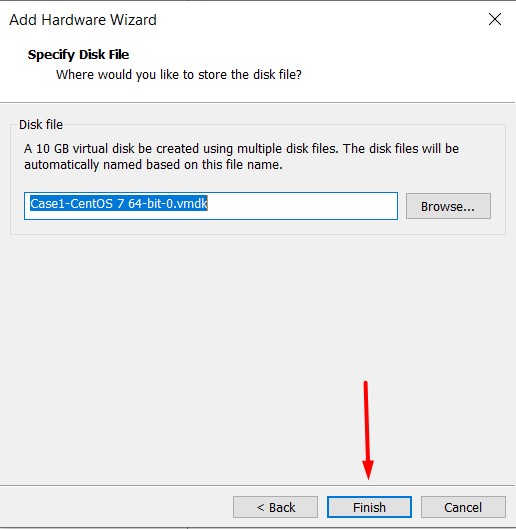 Add Hardware Wizard
Specify Disk File
Where would you like to store the disk file?
Disk file
A 10 GB virtual disk be created using multiple disk files. The disk files will be
automatically named based on this file name.
Case1-CentOS 7 64-bit-0.vmdk
Browse...
< Back
Finish
Cancel